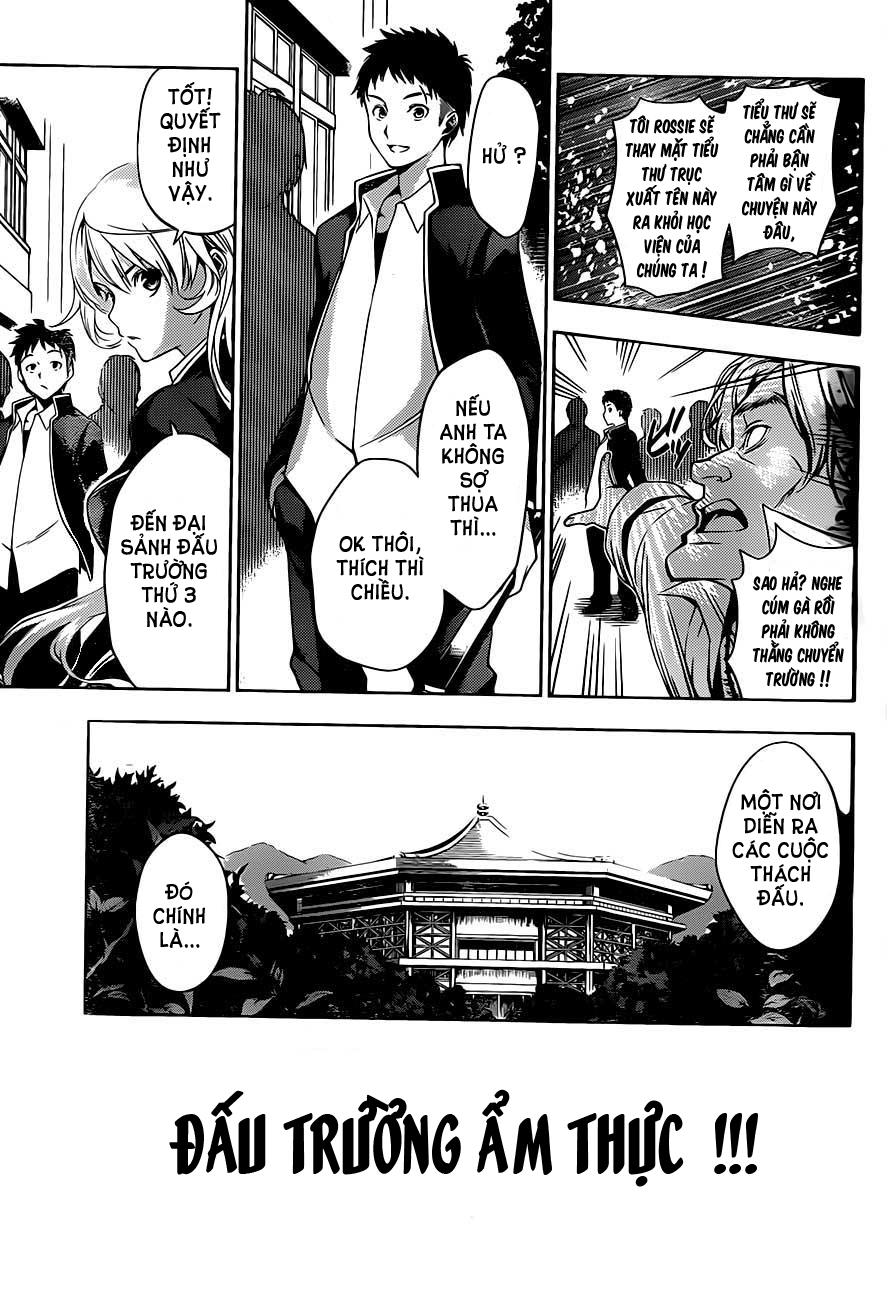 TIỂU THƯ SẼ
CHẲNG CẦN
PHẢI BẬN
TÂM GÌ VỀ
CHUYỆN NÀY
ĐÂU,
TÔI ROSSIE SẼ
THAY MẶT TIỂU
THƯ TRỤC
XUẤT TÊN NÀY
RA KHỎI HỌC
VIỆN CỦA
CHÚNG TA !
ビッ
SAO HẢ? NGHE
CÚM GÀ RỒI
PHẢI KHÔNG
THẰNG CHUYỂN
TRƯỜNG !!
HỬ ?
NẾU
ANH TA
KHÔNG
SỢ
THUA
THÌ...
OK THÔI,
THÍCH THÌ
CHIỀU.
TỐT!
QUYẾT
ĐỊNH NHƯ
VẬY.
ĐẾN ĐẠI
SẢNH ĐẤU
TRƯỜNG
THỨ 3
NÀO.
MỘT NƠI
DIỄN RA
CÁC CUỘC
THÁCH
ĐẤU.
ĐÓ
CHÍNH
LÀ...
ĐẤU TRƯỜNG ẨM THỰC !!!